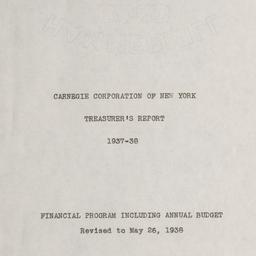 CARNEGIE CORPORATION OF NEW YORK
TREASURER'S REPORT
1937-38
FINANCIAL PROGRAM INCLUDING ANNUAL BUDGET
Revised to May 26, 1938